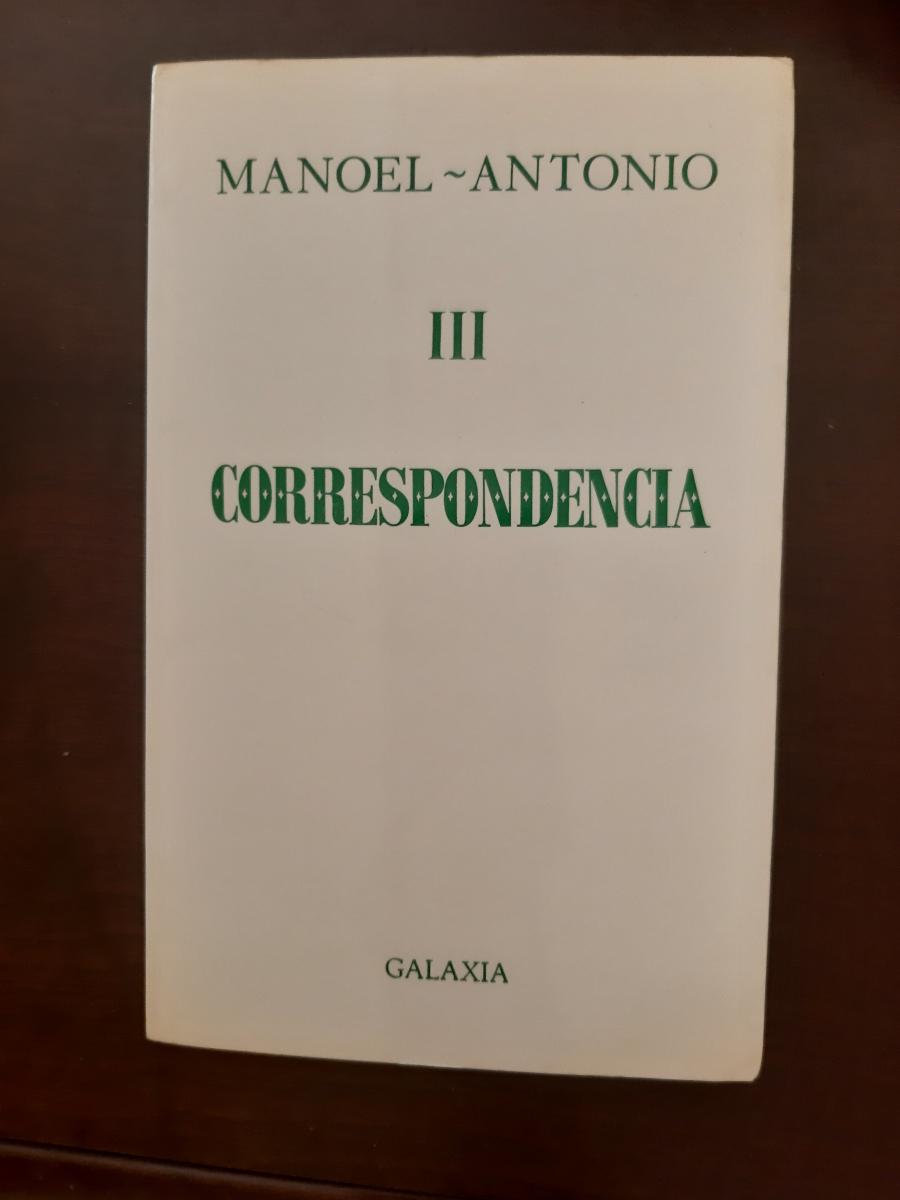 MANOEL~ANTONIO
III
CORRESPONDENCIA
GALAXIA